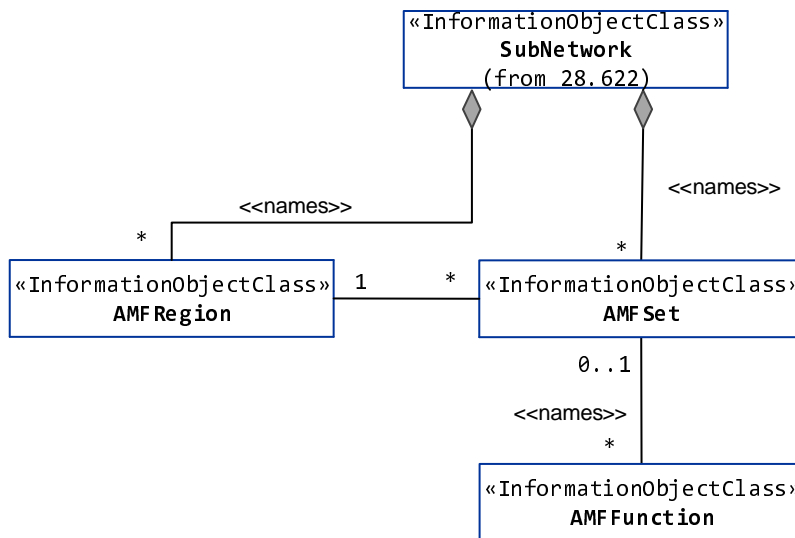 «InformationObjectClass»
SubNetwork
(from 28.622)
<<names>>
<<names>>
*
*
«InformationObjectClass»
AMFRegion
1
*
«InformationObjectClass»
AMFSet
0..1
<<names>>
*
«InformationObjectClass»
AMFFunction